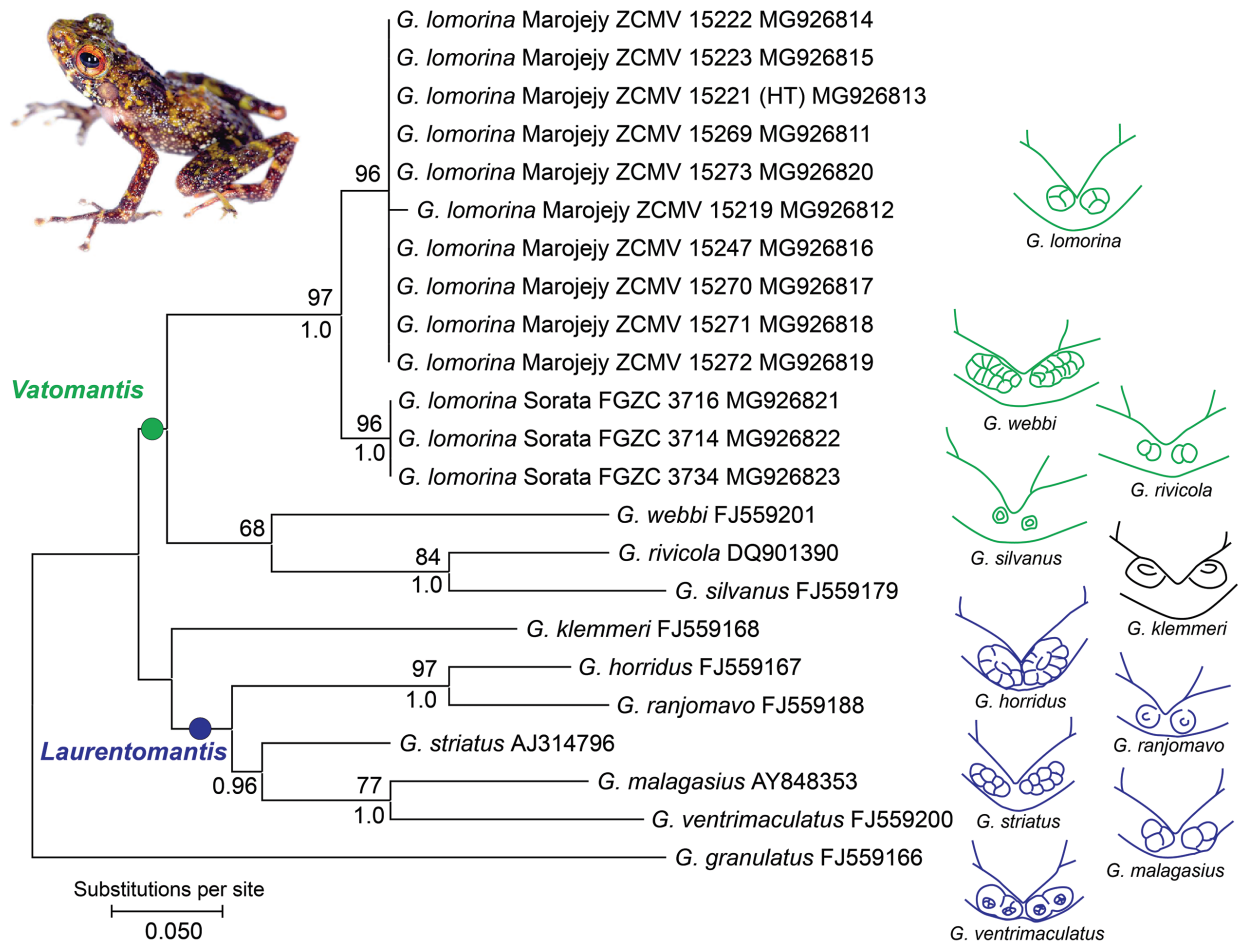 G. lomorina Marojejy ZCMV 15222 MG926814
G. lomorina Marojejy ZCMV 15223 MG926815
G. lomorina Marojejy ZCMV 15221 (HT) MG926813
G. lomorina Marojejy ZCMV 15269 MG926811
96
G. lomorina Marojejy ZCMV 15273 MG926820
G. lomorina Marojejy ZCMV 15219 MG926812
G. lomorina Marojejy ZCMV 15247 MG926816
97
1.0
G. lomorina Marojejy ZCMV 15270 MG926817
G. lomorina Marojejy ZCMV 15271 MG926818
G. lomorina Marojejy ZCMV 15272 MG926819
Vatomantis
G. lomorina Sorata FGZC 3716 MG926821
96
1.0
G. lomorina Sorata FGZC 3714 MG926822
G. lomorina Sorata FGZC 3734 MG926823
68
G. webbi FJ559201
84
1.0
G. rivicola DQ901390
G. silvanus FJ559179
G. klemmeri FJ559168
97
1.0
G. horridus FJ559167
G. ranjomavo FJ559188
Laurentomantis
G. striatus AJ314796
0.96
77
1.0
G. malagasius AY848353
G. ventrimaculatus FJ559200
G. granulatus FJ559166
Substitutions per site
0.050
G. lomorina
G. webbi
G. rivicola
G. silvanus
G. klemmeri
G. horridus
G. ranjomavo
G. striatus
G. malagasius
G. ventrimaculatus